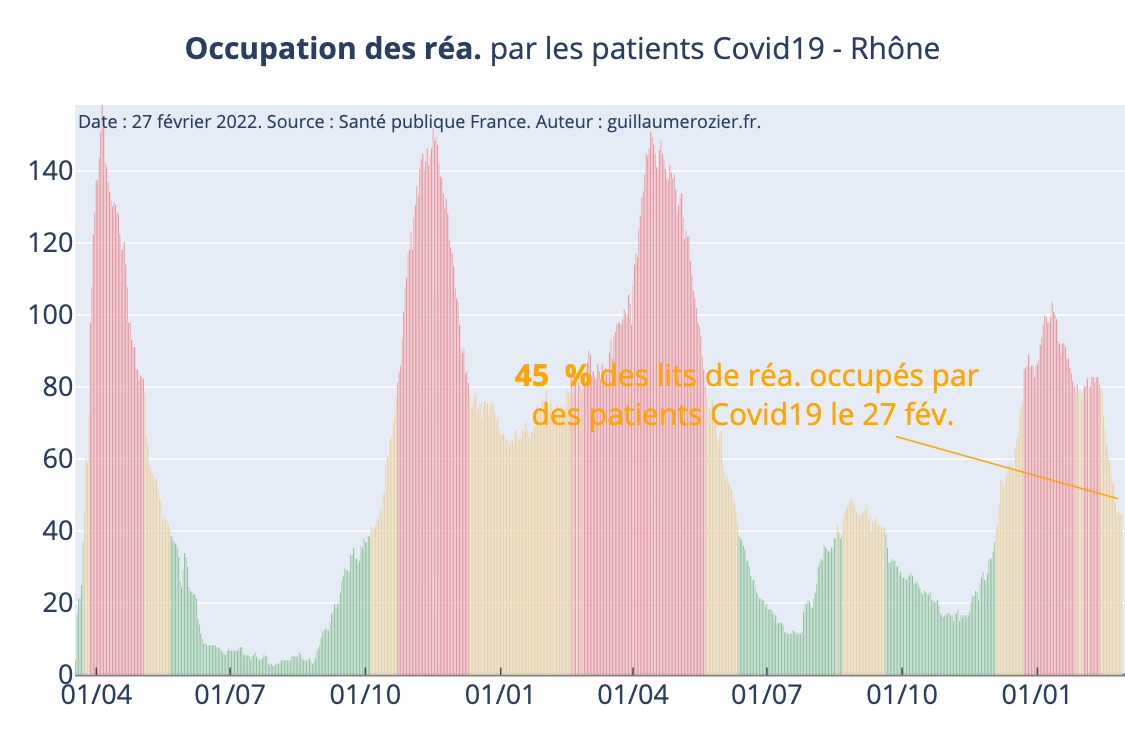 Occupation des réa. par les patients Covid19 - Rhône
Date : 27 février 2022. Source : Santé publique France. Auteur : guillaumerozier.fr.
140
120
100
80
60
40
20
0
45 % des lits de réa. occupés par
des patients Covid19 le 27 fév.
01/04 01/07 01/10 01/01 01/04 01/07 01/10 01/01